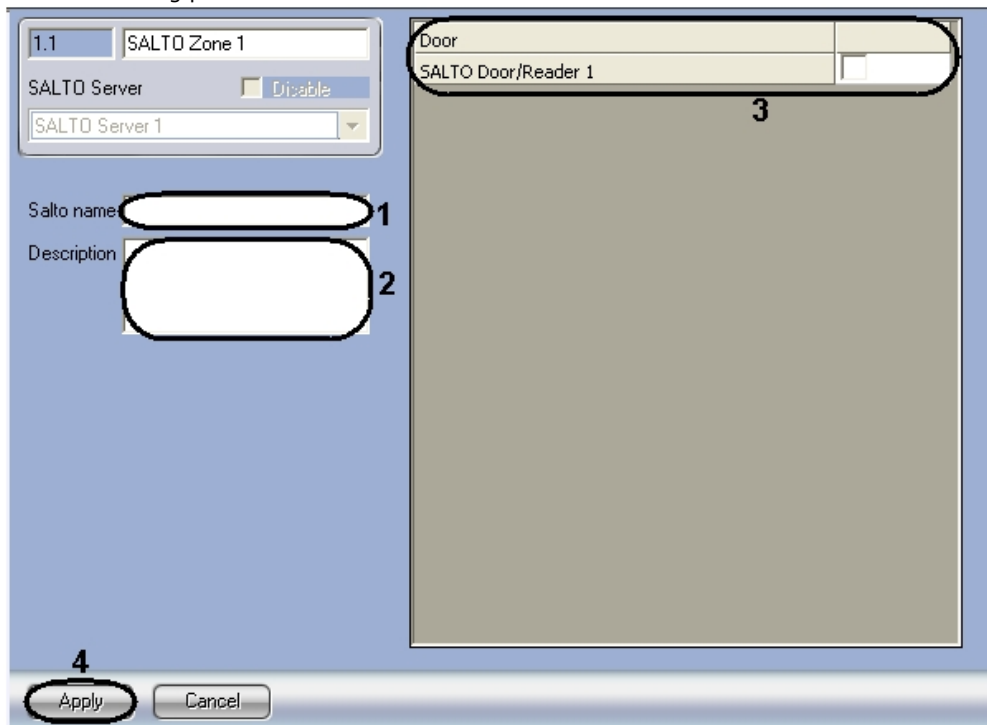 1.1 SALTO Zone 1
SALTO Server Disable
SALTO Server 1
Salto name 1
Description 2
Door
SALTO Door/Reader 1
3
4
Apply Cancel